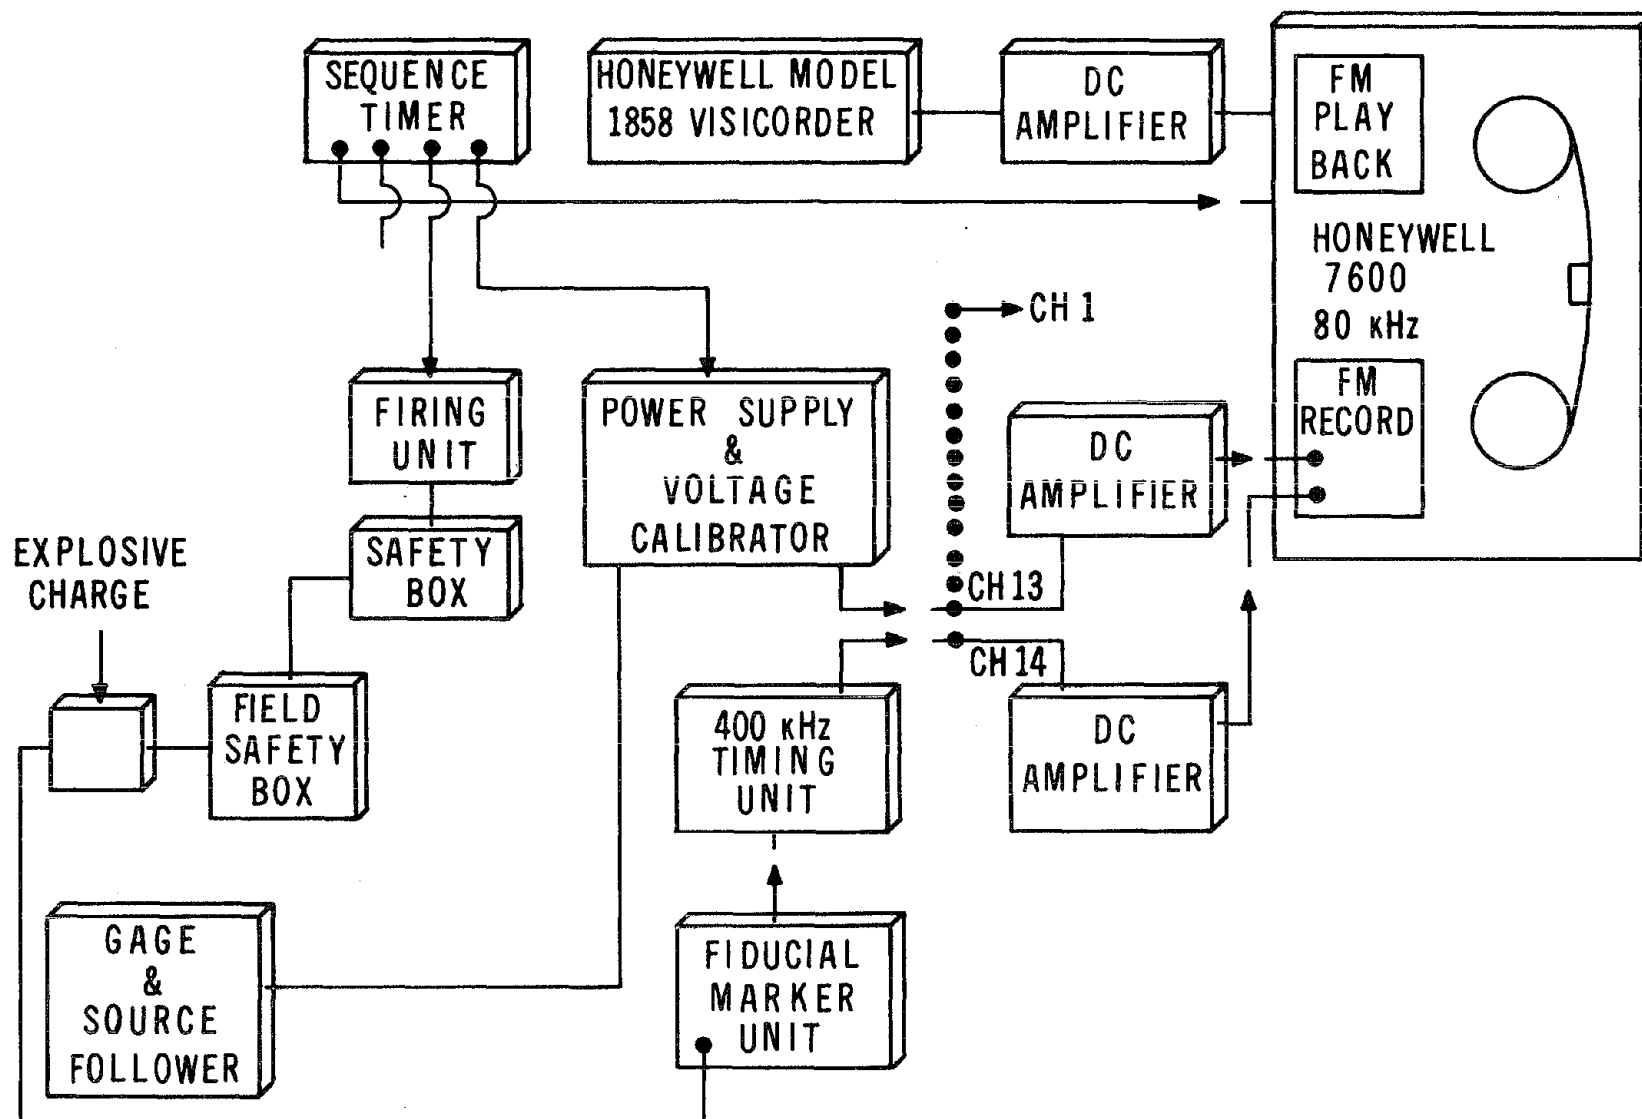 SEQUENCE
TIMER
HONEYWELL MODEL
1858 VISICORDER
DC
AMPLIFIER
FM
PLAY
BACK
HONEYWELL
7600
80 KHz
FM
RECORD
CH 1
FIRING
UNIT
POWER SUPPLY
&
VOLTAGE
CALIBRATOR
DC
AMPLIFIER
SAFETY
BOX
EXPLOSIVE
CHARGE
CH 13
CH 14
FIELD
SAFETY
BOX
400 KHz
TIMING
UNIT
DC
AMPLIFIER
GAGE
&
SOURCE
FOLLOWER
FIDUCIAL
MARKER
UNIT